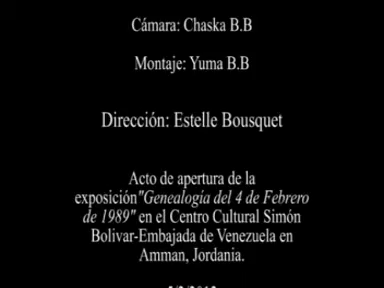 Cámara: Chaska B.B
Montaje: Yuma B.B
Dirección: Estelle Bousquet
Acto de apertura de la
exposición"Genealogía del 4 de Febrero
de 1989" en el Centro Cultural Simón
Bolivar-Embajada de Venezuela en
Amman, Jordania.